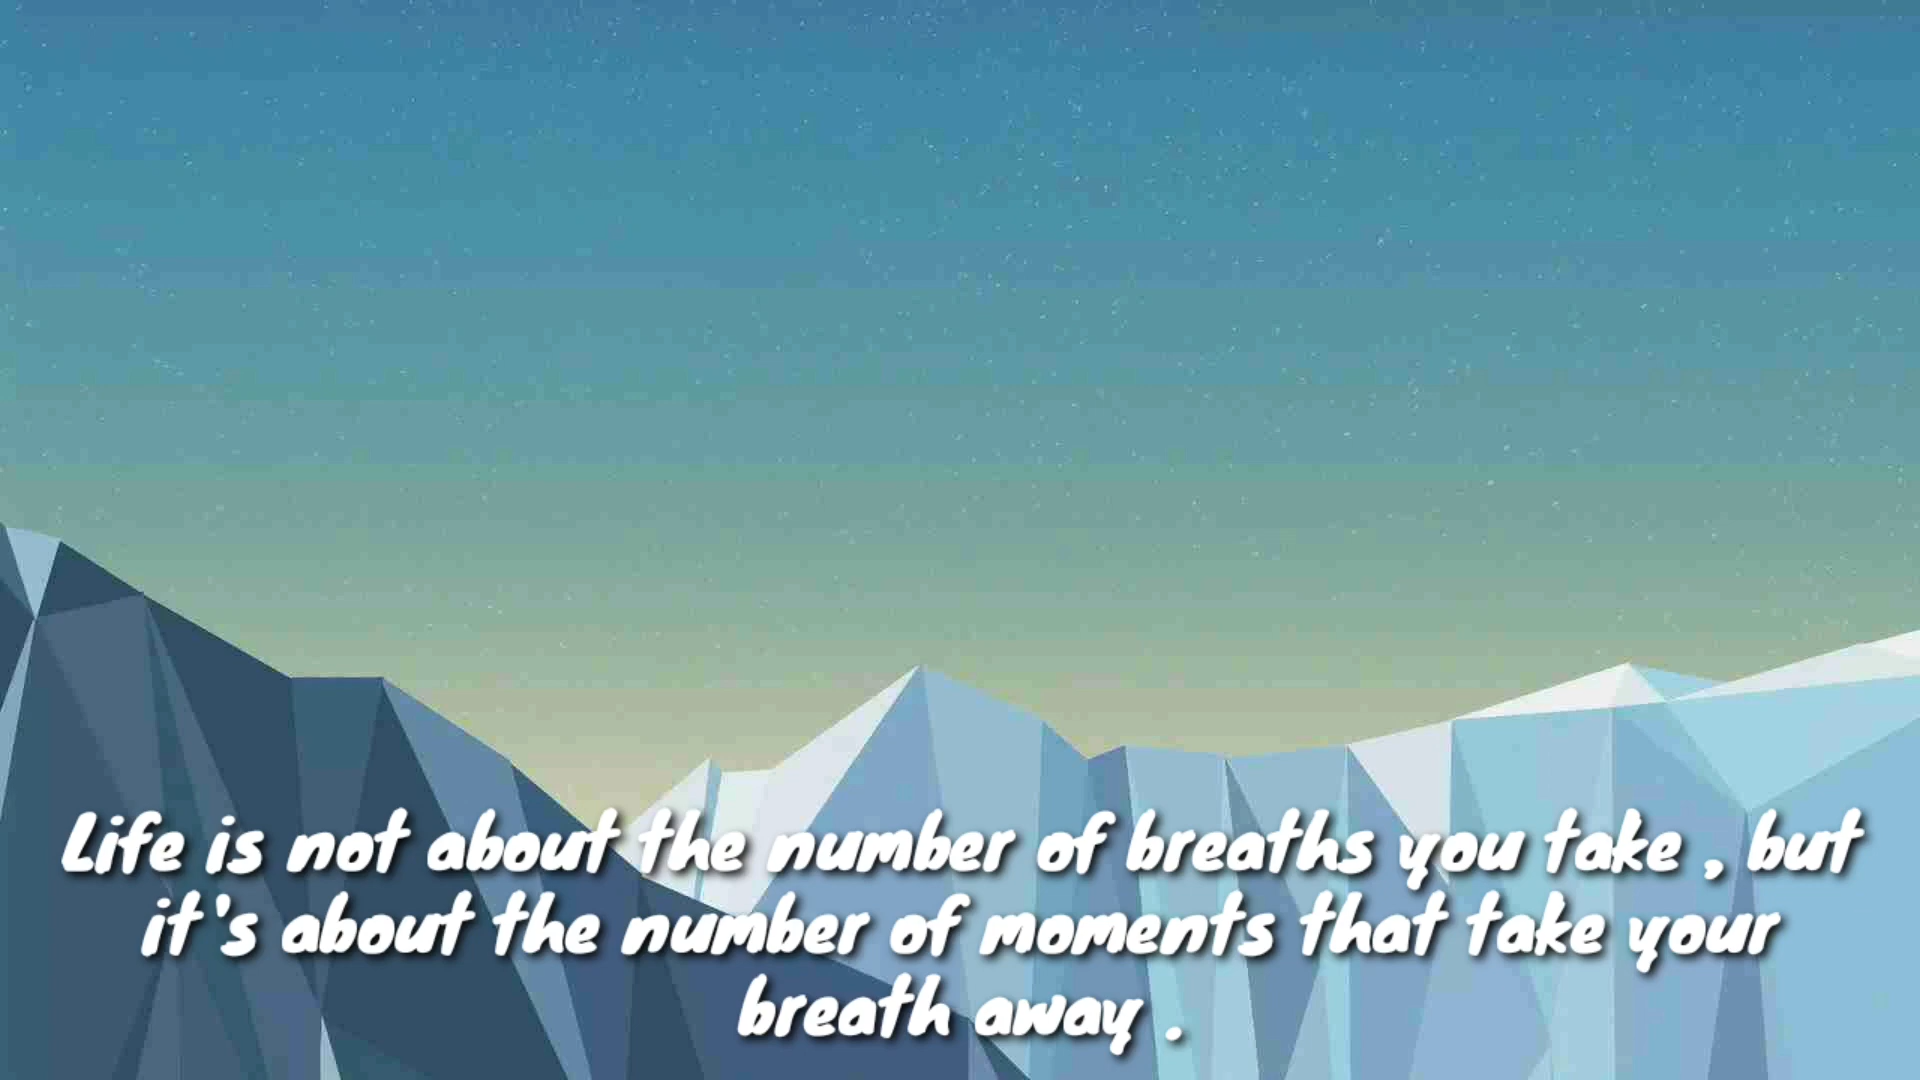 Life is not about the number of breaths you take , but
it's about the number of moments that take your
breath away .